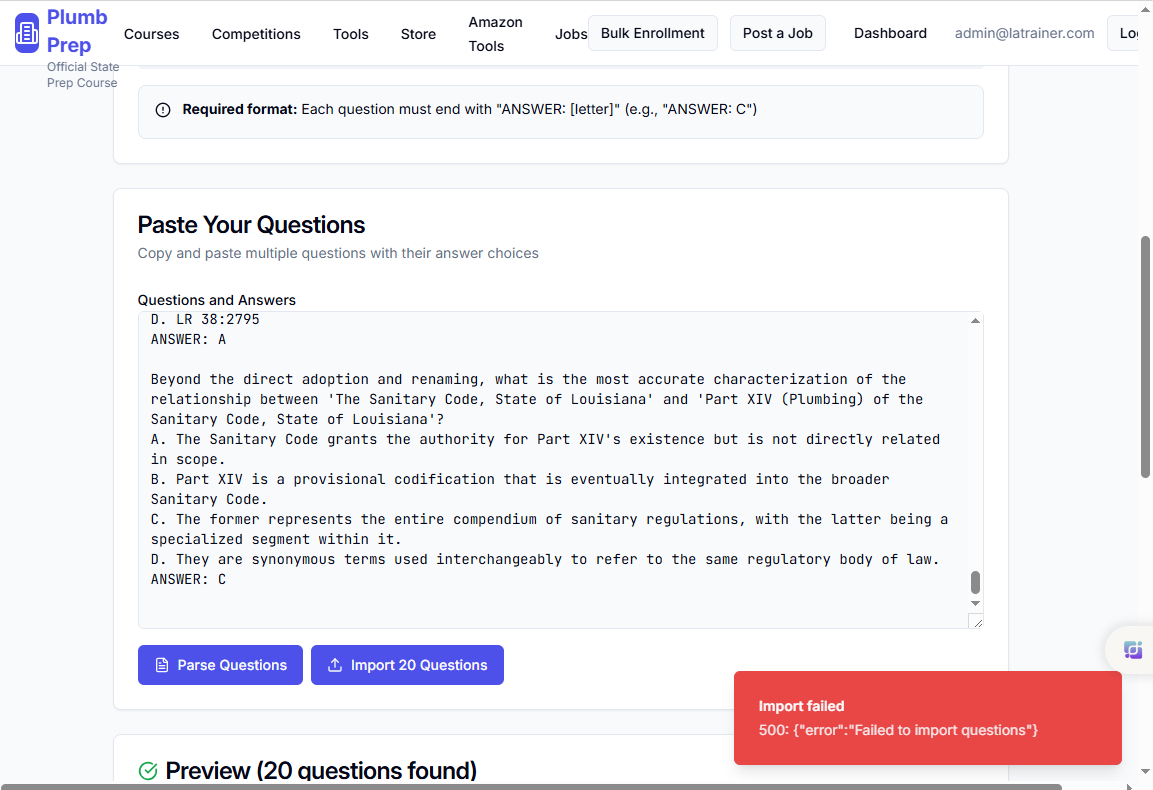 Plumb
Prep
Official State
Prep Course
Courses
Competitions
Tools
Store
Amazon
Tools
Jobs
Bulk Enrollment
Post a Job
Dashboard
admin@latrainer.com
Required format: Each question must end with "ANSWER: [letter]" (e.g., "ANSWER: C")
Paste Your Questions
Copy and paste multiple questions with their answer choices
Questions and Answers
D. LR 38:2795
ANSWER: A
Beyond the direct adoption and renaming, what is the most accurate characterization of the
relationship between 'The Sanitary Code, State of Louisiana' and 'Part XIV (Plumbing) of the
Sanitary Code, State of Louisiana'?
A. The Sanitary Code grants the authority for Part XIV's existence but is not directly related
in scope.
B. Part XIV is a provisional codification that is eventually integrated into the broader
Sanitary Code.
C. The former represents the entire compendium of sanitary regulations, with the latter being a
specialized segment within it.
D. They are synonymous terms used interchangeably to refer to the same regulatory body of law.
ANSWER: C
Parse Questions
Import 20 Questions
Import failed
500: {"error":"Failed to import questions"}
Preview (20 questions found)